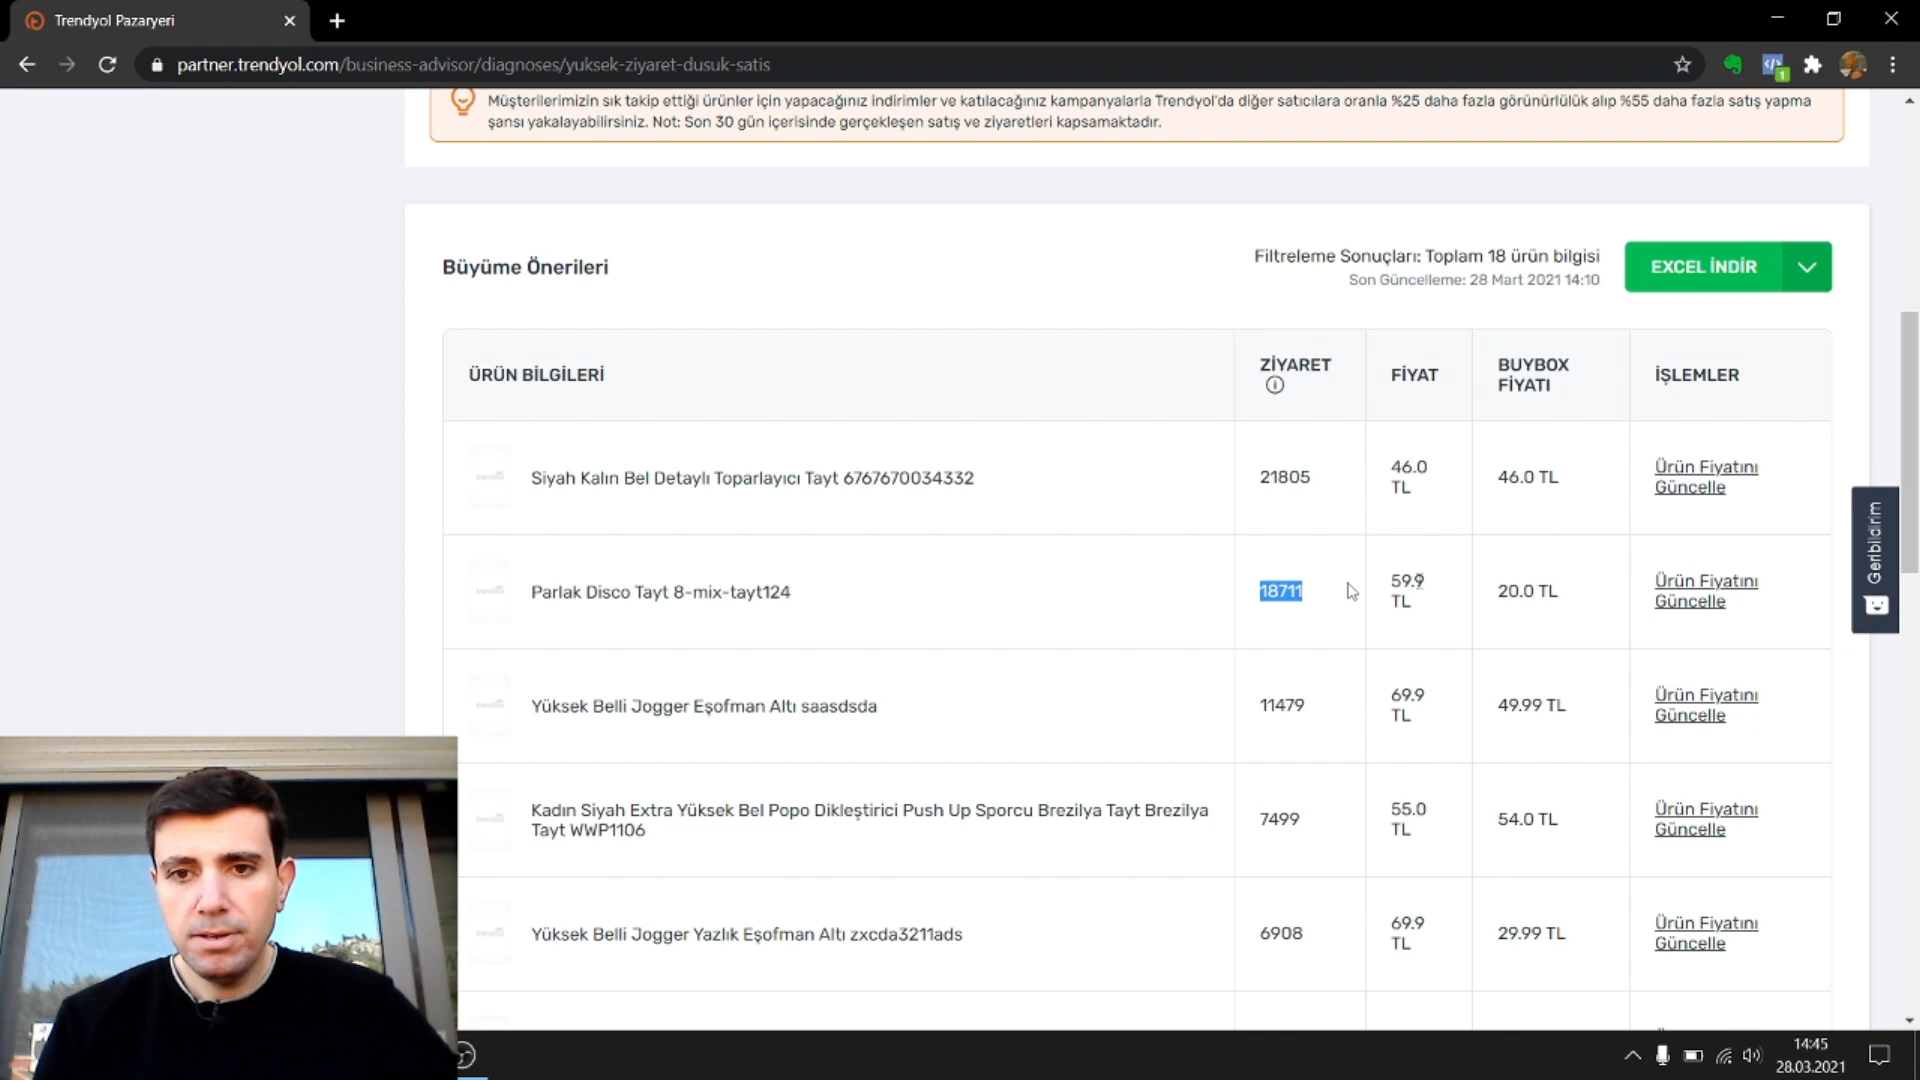 Trendyol Pazaryeri
partner.trendyol.com/business-advisor/diagnoses/yuksek-ziyaret-dusuk-satis
1
Müşterilerimizin sık takip ettiği ürünler için yapacağınız indirimler ve katılacağınız kampanyalarla Trendyol'da diğer satıcılara oranla %25 daha fazla görünürlülük alıp %55 daha fazla satış yapma
şansı yakalayabilirsiniz. Not: Son 30 gün içerisinde gerçekleşen satış ve ziyaretleri kapsamaktadır.
Büyüme Önerileri
Filtreleme Sonuçları: Toplam 18 ürün bilgisi
Son Güncelleme: 28 Mart 2021 14:10
EXCEL İNDİR
ÜRÜN BİLGİLERİ
ZİYARET
FİYAT
BUYBOX
FİYATI
İŞLEMLER
Siyah Kalın Bel Detaylı Toparlayıcı Tayt 6767670034332
21805
46.0
TL
46.0 TL
Ürün Fiyatını
Güncelle
Parlak Disco Tayt 8-mix-tayt124
18711
59.9
TL
20.0 TL
Ürün Fiyatını
Güncelle
Yüksek Belli Jogger Eşofman Altı saasdsda
11479
69.9
TL
49.99 TL
Ürün Fiyatını
Güncelle
Kadın Siyah Extra Yüksek Bel Popo Dikleştirici Push Up Sporcu Brezilya Tayt Brezilya
Tayt WWP1106
7499
55.0
TL
54.0 TL
Ürün Fiyatını
Güncelle
Yüksek Belli Jogger Yazlık Eşofman Altı zxcda3211ads
6908
69.9
TL
29.99 TL
Ürün Fiyatını
Güncelle
Geribildirim
14:45
28.03.2021